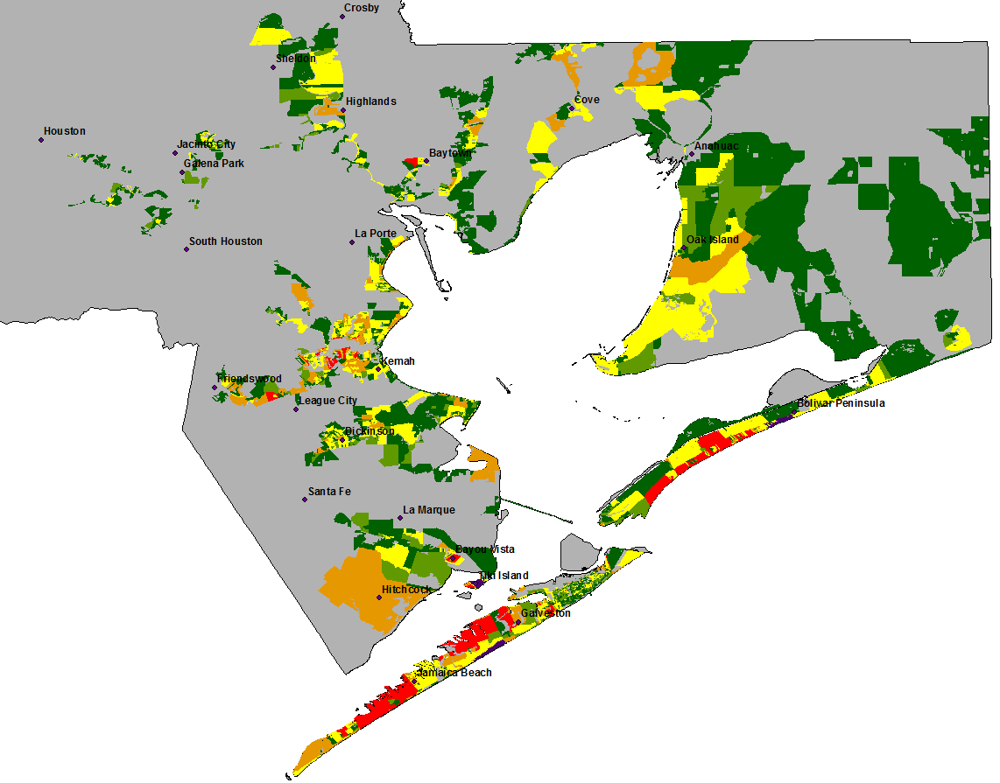 Crosby
Sheldon
Highlands
Cove
Houston
Jacinto City
Anahuac
Baytown
Galena Park
La Porte
South Houston
Oak Island
Kemah
Friendswood
League City
Bolivar Peninsula
Dickinson
Santa Fe
La Marque
Bayou Vista
Tiki Island
Hitchcock
Galveston
Jamaica Beach